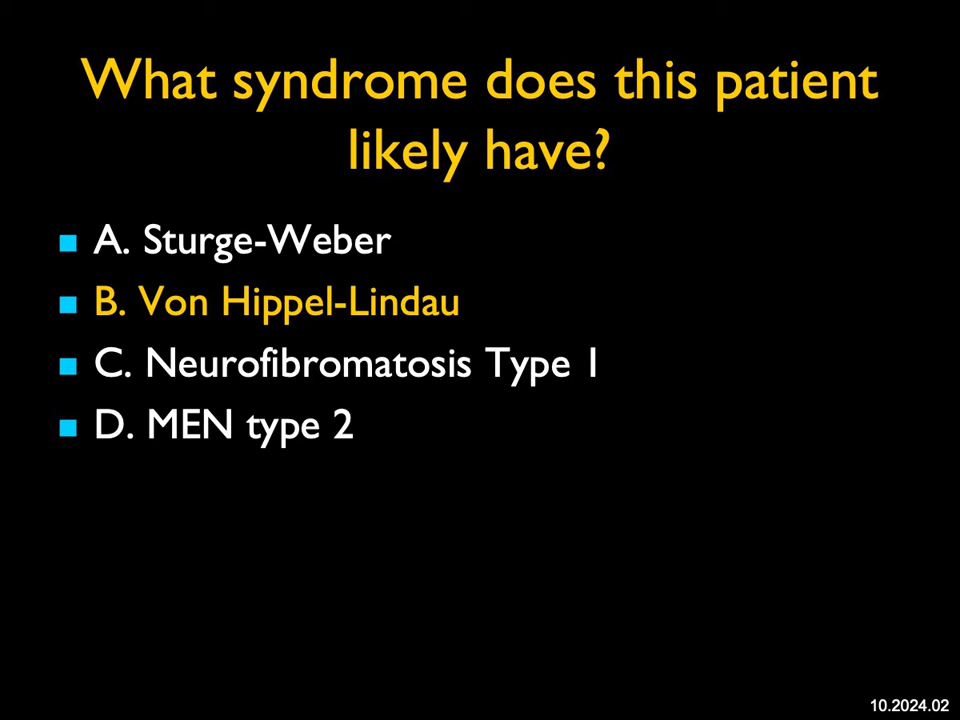 What syndrome does this patient
likely have?
A. Sturge-Weber
B. Von Hippel-Lindau
C. Neurofibromatosis Type 1
D. MEN type 2
10.2024.02